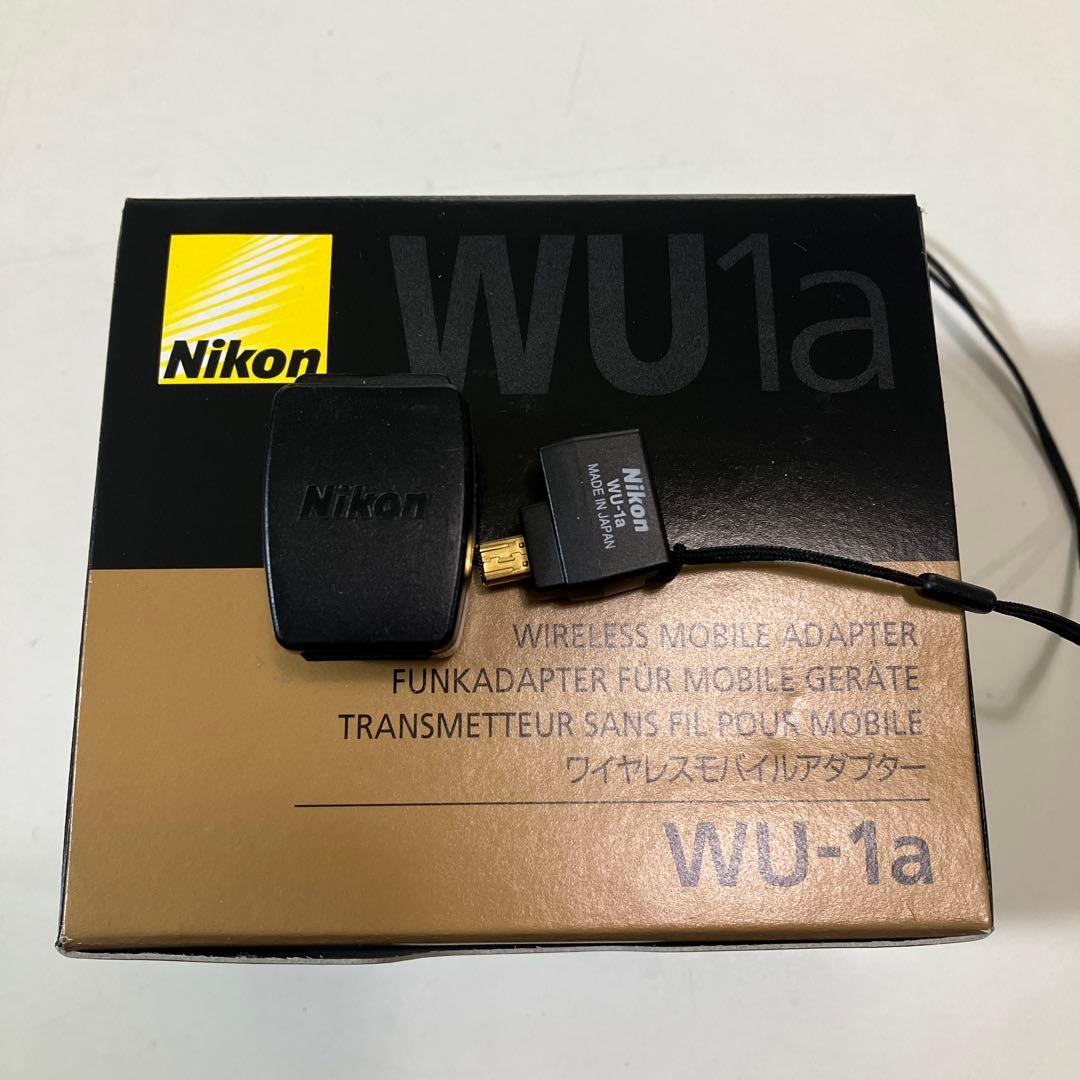 Nikon
WU1a
Nikon
Nikon
WU-1a
MADE IN JAPAN
WIRELESS MOBILE ADAPTER
FUNKADAPTER FÜR MOBILE GERÄTE
TRANSMETTEUR SANS FIL POUR MOBILE
ワイヤレスモバイルアダプター
WU-1a